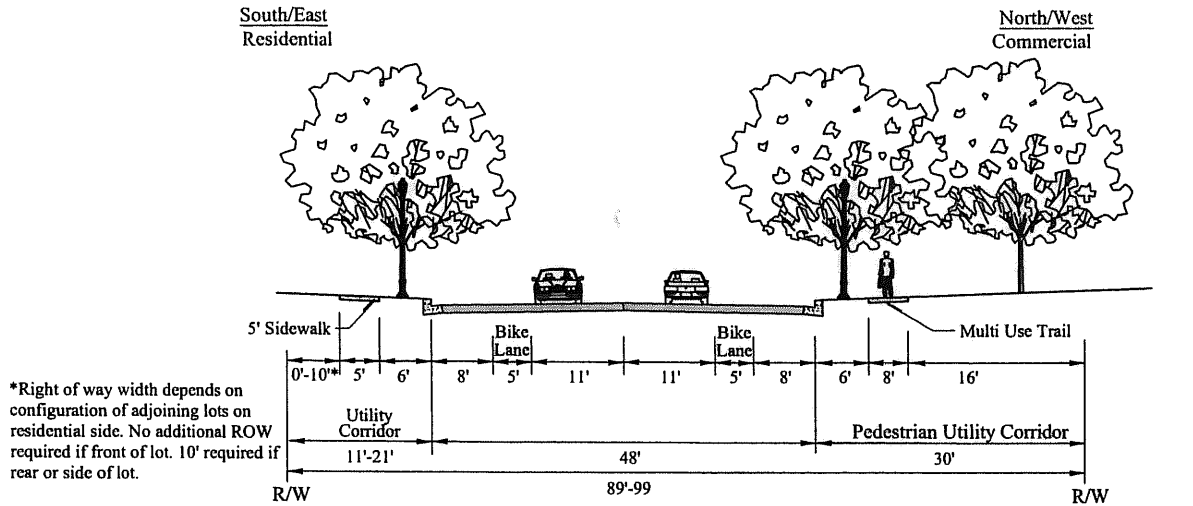 South/East
Residential
North/West
Commercial
5' Sidewalk
Bike
Lane
Bike
Lane
Multi Use Trail
0'-10'* 5' 6' 8' 5' 11' 11' 5' 8' 6' 8' 16'
*Right of way width depends on
configuration of adjoining lots on
residential side. No additional ROW
required if front of lot. 10' required if
rear or side of lot.
Utility
Corridor
Pedestrian Utility Corridor
11'-21' 48' 30'
89'-99
R/W R/W